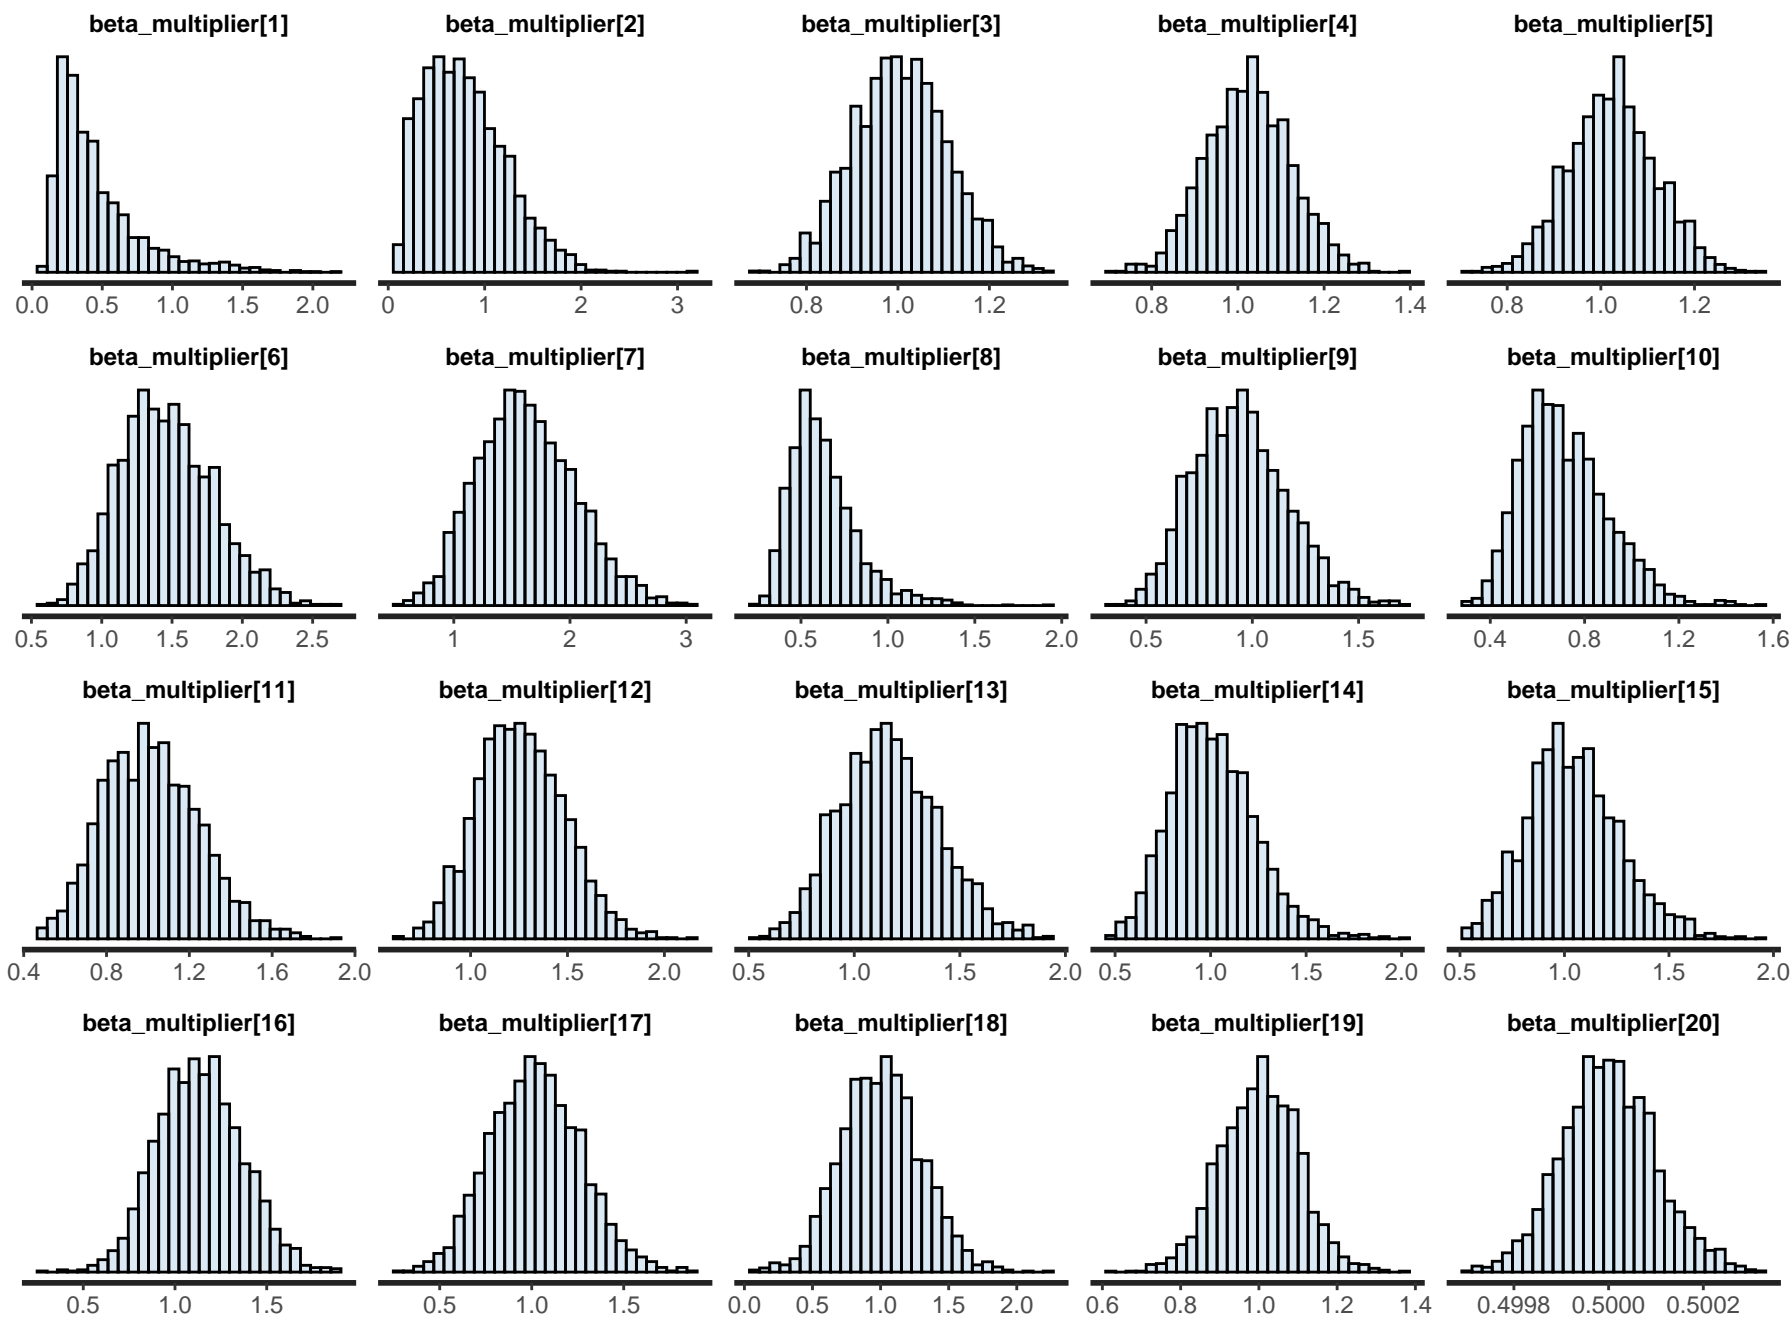 beta_multiplier[1] beta_multiplier[2] beta_multiplier[3] beta_multiplier[4] beta_multiplier[5]
0.0 0.5 1.0 1.5 2.0 0 1 2 3 0.8 1.0 1.2 0.8 1.0 1.2 1.4 0.8 1.0 1.2
beta_multiplier[6] beta_multiplier[7] beta_multiplier[8] beta_multiplier[9] beta_multiplier[10]
0.5 1.0 1.5 2.0 2.5 1 2 3 0.5 1.0 1.5 2.0 0.5 1.0 1.5 0.4 0.8 1.2 1.6
beta_multiplier[11] beta_multiplier[12] beta_multiplier[13] beta_multiplier[14] beta_multiplier[15]
0.4 0.8 1.2 1.6 2.0 1.0 1.5 2.0 0.5 1.0 1.5 2.0 0.5 1.0 1.5 2.0 0.5 1.0 1.5 2.0
beta_multiplier[16] beta_multiplier[17] beta_multiplier[18] beta_multiplier[19] beta_multiplier[20]
0.5 1.0 1.5 0.5 1.0 1.5 0.0 0.5 1.0 1.5 2.0 0.6 0.8 1.0 1.2 1.4 0.4998 0.5000 0.5002